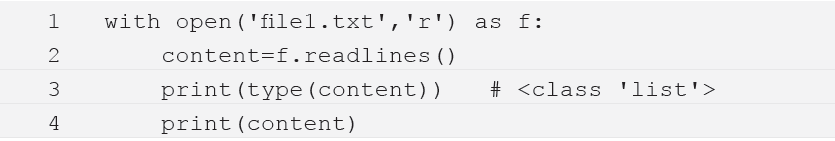 1 with open('file1.txt','r') as f:
2 content=f.readlines()
3 print(type(content)) # <class 'list'>
4 print(content)